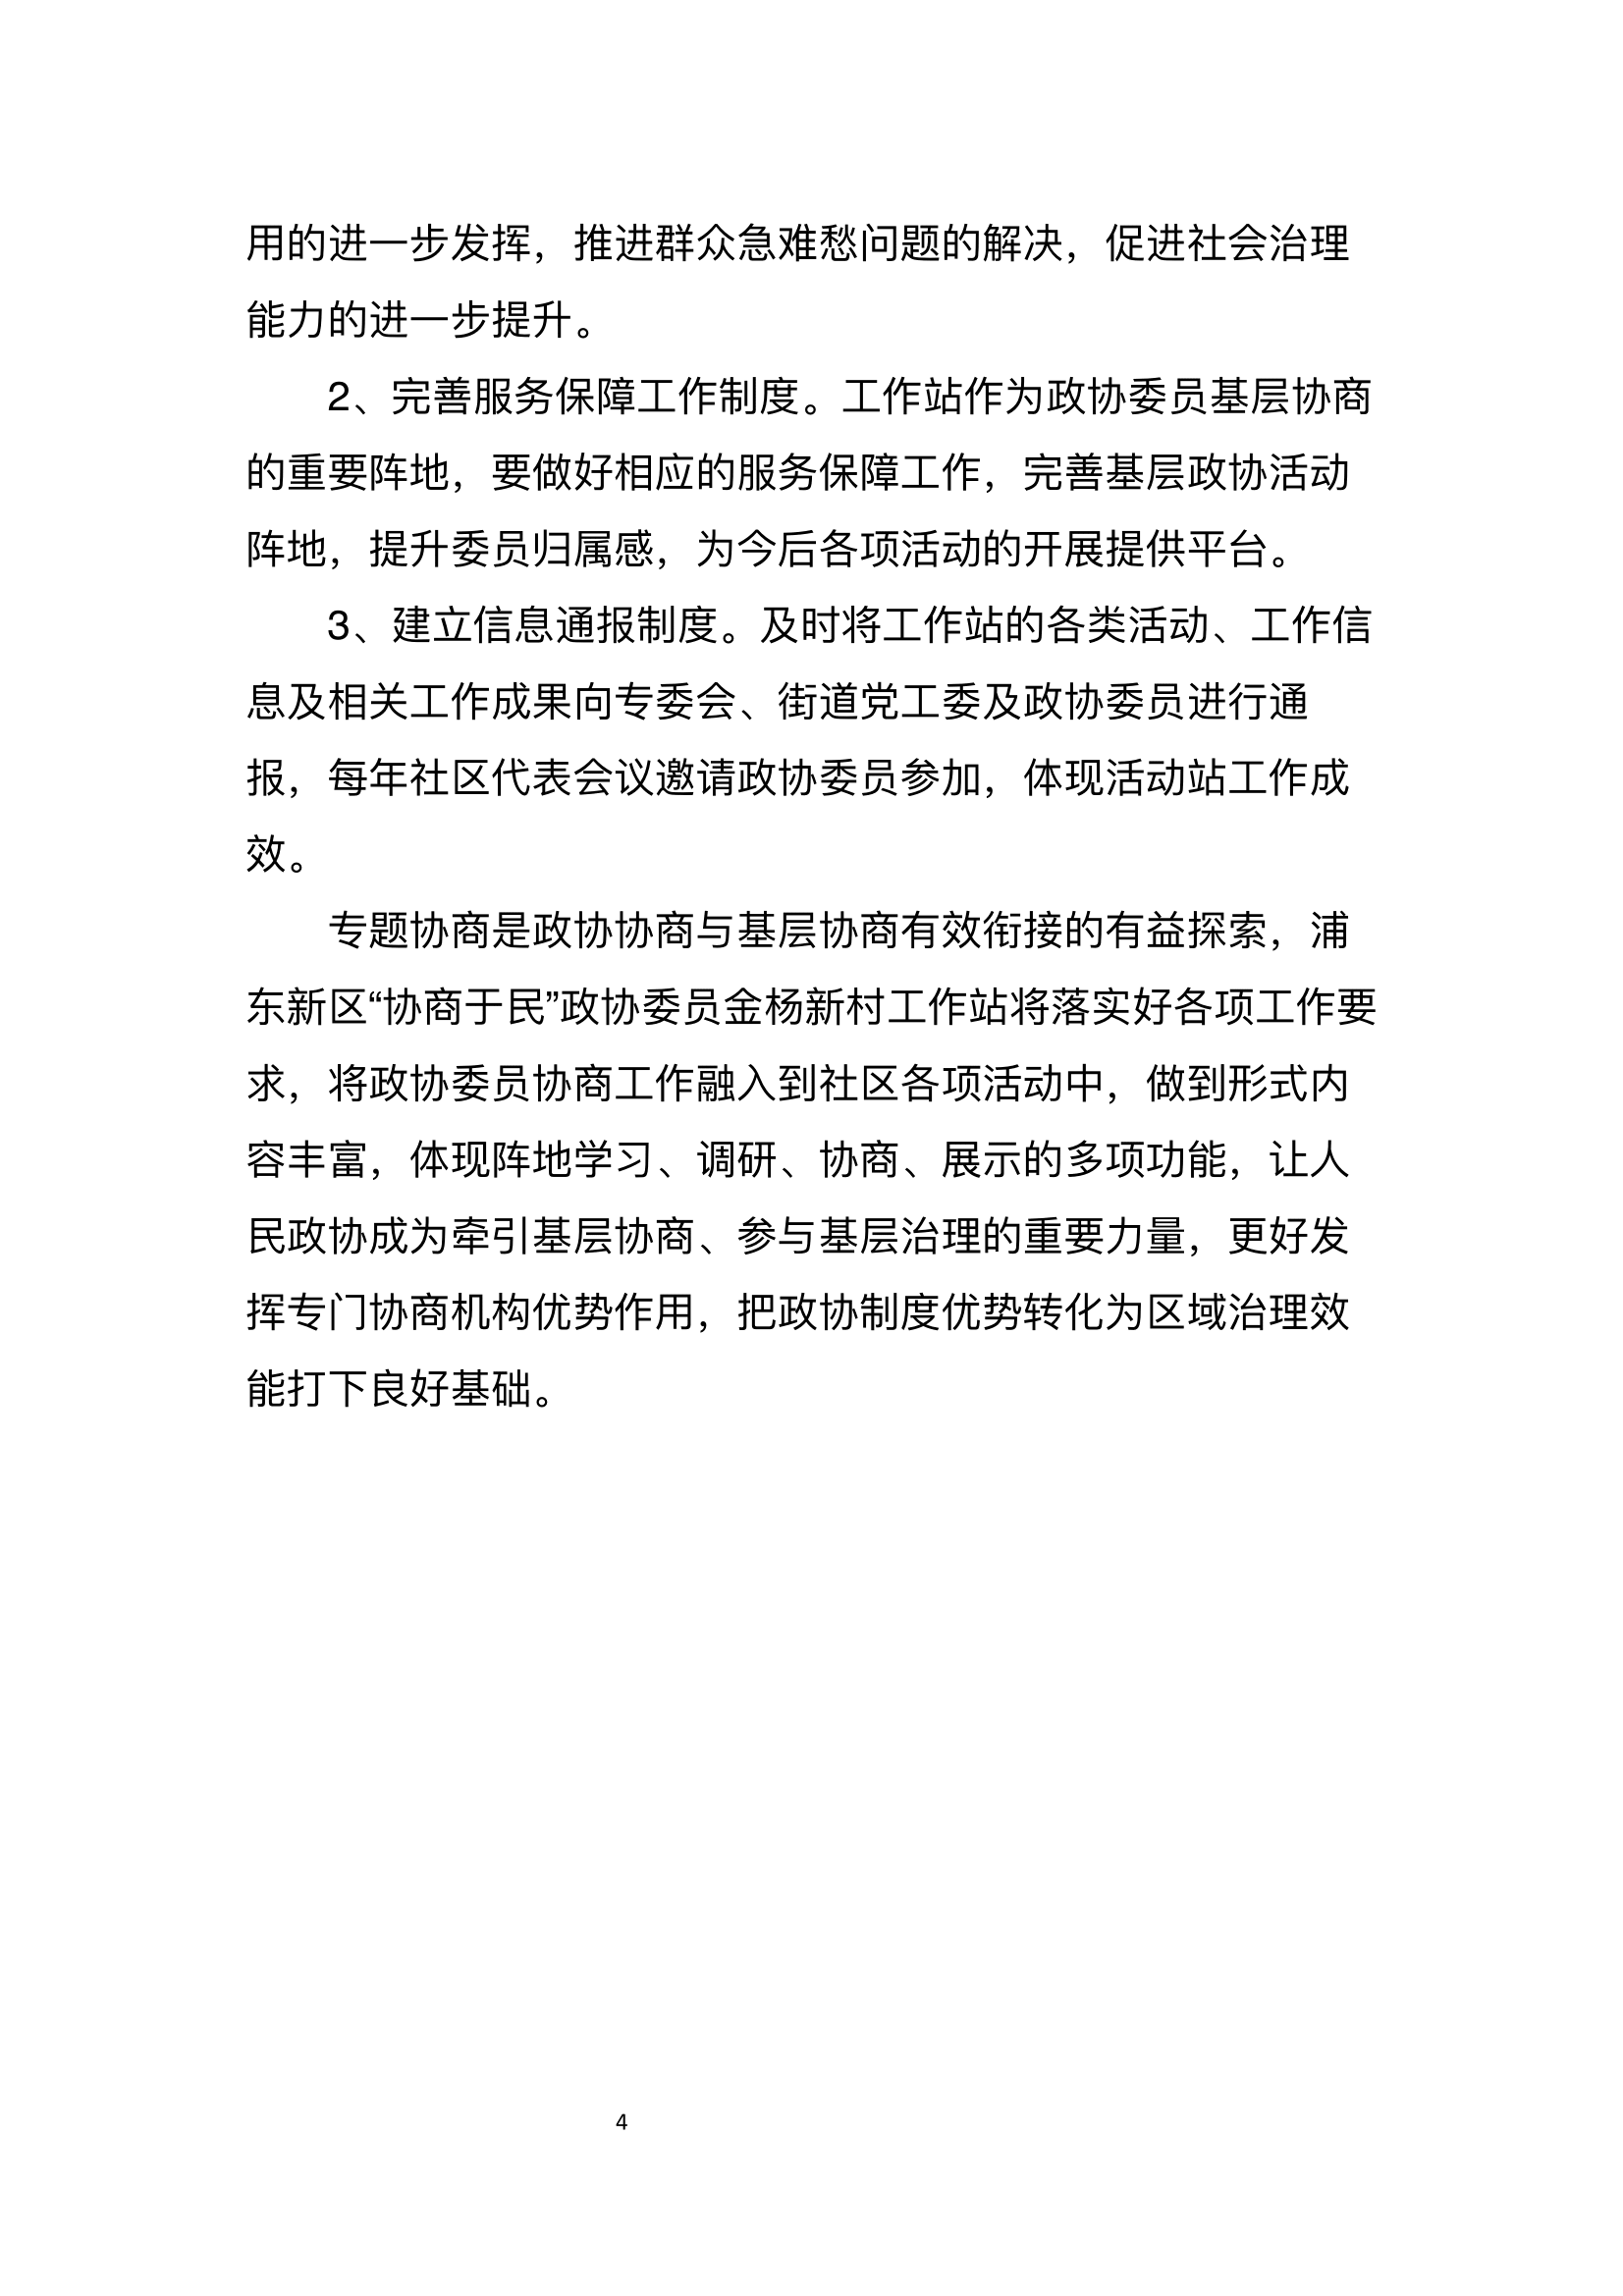 用的进一步发挥，推进群众急难愁问题的解决，促进社会治理
能力的进一步提升。
2、完善服务保障工作制度。工作站作为政协委员基层协商
的重要阵地，要做好相应的服务保障工作，完善基层政协活动
阵地，提升委员归属感，为今后各项活动的开展提供平台。
3、建立信息通报制度。及时将工作站的各类活动、工作信
息及相关工作成果向专委会、街道党工委及政协委员进行通
报，每年社区代表会议邀请政协委员参加，体现活动站工作成
效。
专题协商是政协协商与基层协商有效衔接的有益探索，浦
东新区“协商于民”政协委员金杨新村工作站将落实好各项工作要
求，将政协委员协商工作融入到社区各项活动中，做到形式内
容丰富，体现阵地学习、调研、协商、展示的多项功能，让人
民政协成为牵引基层协商、参与基层治理的重要力量，更好发
挥专门协商机构优势作用，把政协制度优势转化为区域治理效
能打下良好基础。
4